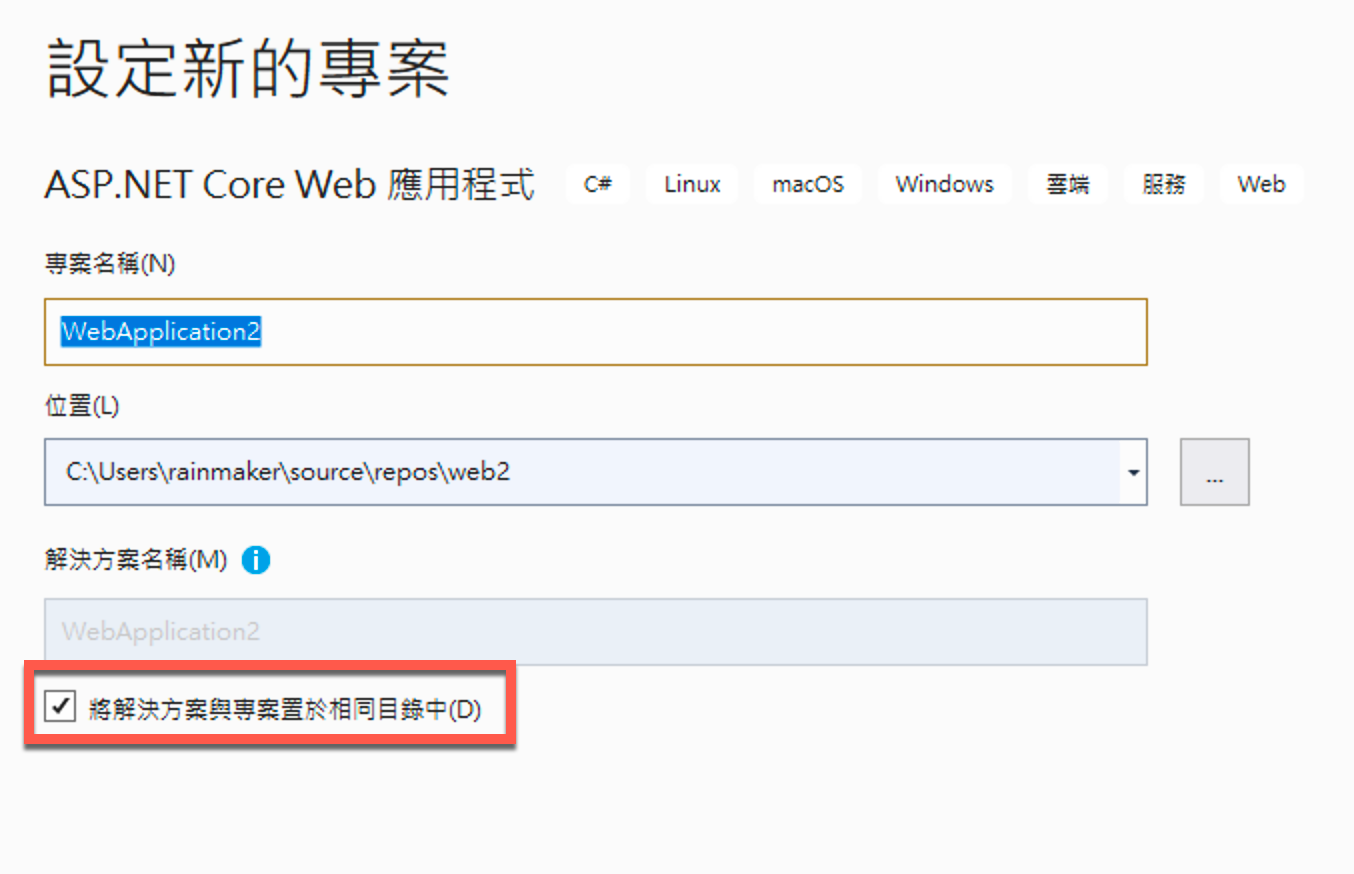 設定新的專案
ASP.NET Core Web 應用程式 C# Linux macOS Windows 雲端 服務 Web
專案名稱(N)
WebApplication2
位置(L)
C:\Users\rainmaker\source\repos\web2
...
解決方案名稱(M) i
WebApplication2
將解決方案與專案置於相同目錄中(D)